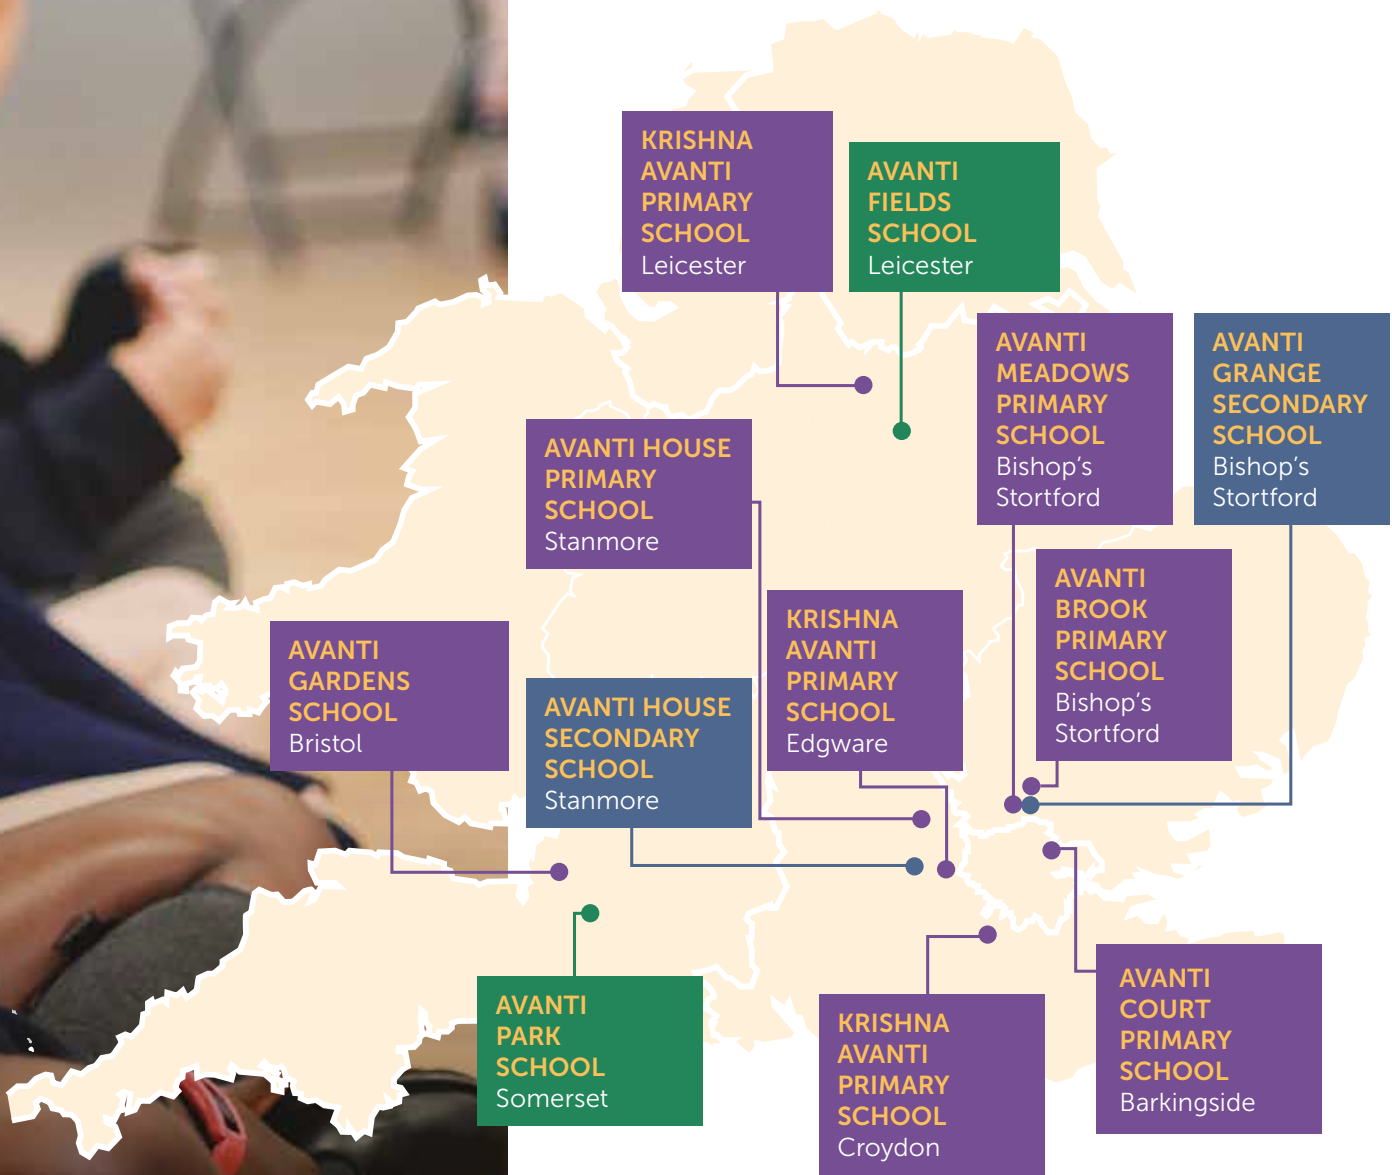 KRISHNA
AVANTI
PRIMARY
SCHOOL
Leicester
AVANTI
FIELDS
SCHOOL
Leicester
AVANTI
MEADOWS
PRIMARY
SCHOOL
Bishop’s
Stortford
AVANTI
GRANGE
SECONDARY
SCHOOL
Bishop’s
Stortford
AVANTI HOUSE
PRIMARY
SCHOOL
Stanmore
AVANTI
BROOK
PRIMARY
SCHOOL
Bishop’s
Stortford
KRISHNA
AVANTI
PRIMARY
SCHOOL
Edgware
AVANTI
GARDENS
SCHOOL
Bristol
AVANTI HOUSE
SECONDARY
SCHOOL
Stanmore
AVANTI
PARK
SCHOOL
Somerset
KRISHNA
AVANTI
PRIMARY
SCHOOL
Croydon
AVANTI
COURT
PRIMARY
SCHOOL
Barkingside